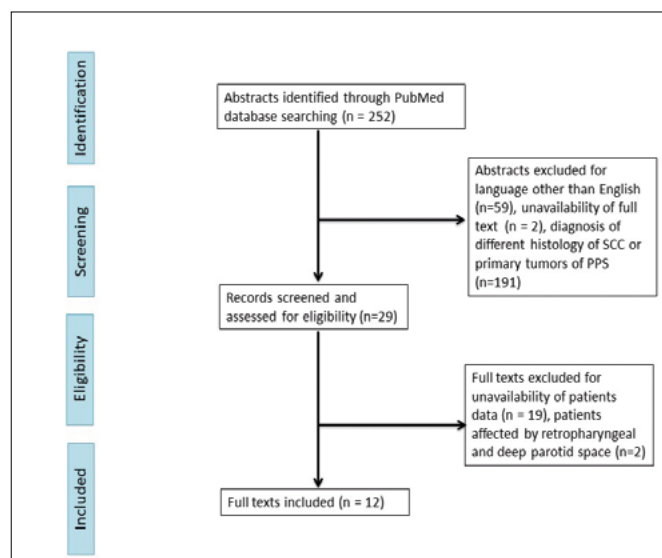 Identification
Abstracts identified through PubMed
database searching (n = 252)
Abstracts excluded for
language other than English
(n=59), unavailability of full
text (n = 2), diagnosis of
different histology of SCC or
primary tumors of PPS
(n=191)
Screening
Records screened and
assessed for eligibility (n=29)
Eligibility
Full texts excluded for
unavailability of patients
data (n = 19), patients
affected by retropharyngeal
and deep parotid space (n=2)
Included
Full texts included (n = 12)